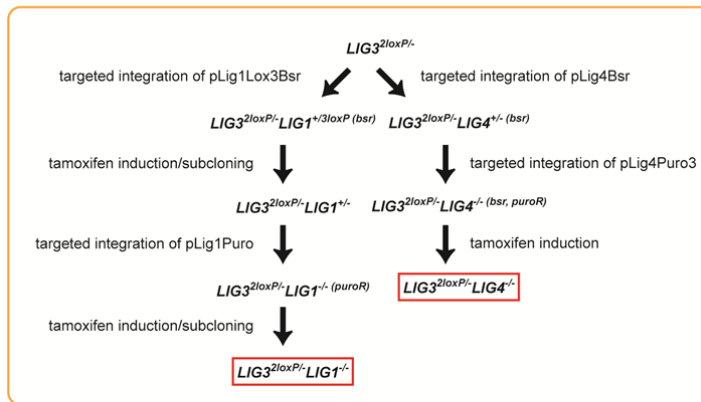 LIG3^2loxP/-
targeted integration of pLig1Lox3Bsr
targeted integration of pLig4Bsr
LIG3^2loxP/-LIG1^+/3loxP (bsr)
LIG3^2loxP/-LIG4^+/- (bsr)
tamoxifen induction/subcloning
targeted integration of pLig4Puro3
LIG3^2loxP/-LIG1^+/-
LIG3^2loxP/-LIG4^-/- (bsr, puroR)
targeted integration of pLig1Puro
tamoxifen induction
LIG3^2loxP/-LIG1^-/- (puroR)
LIG3^2loxP/-LIG4^-/-
tamoxifen induction/subcloning
LIG3^2loxP/-LIG1^-/-